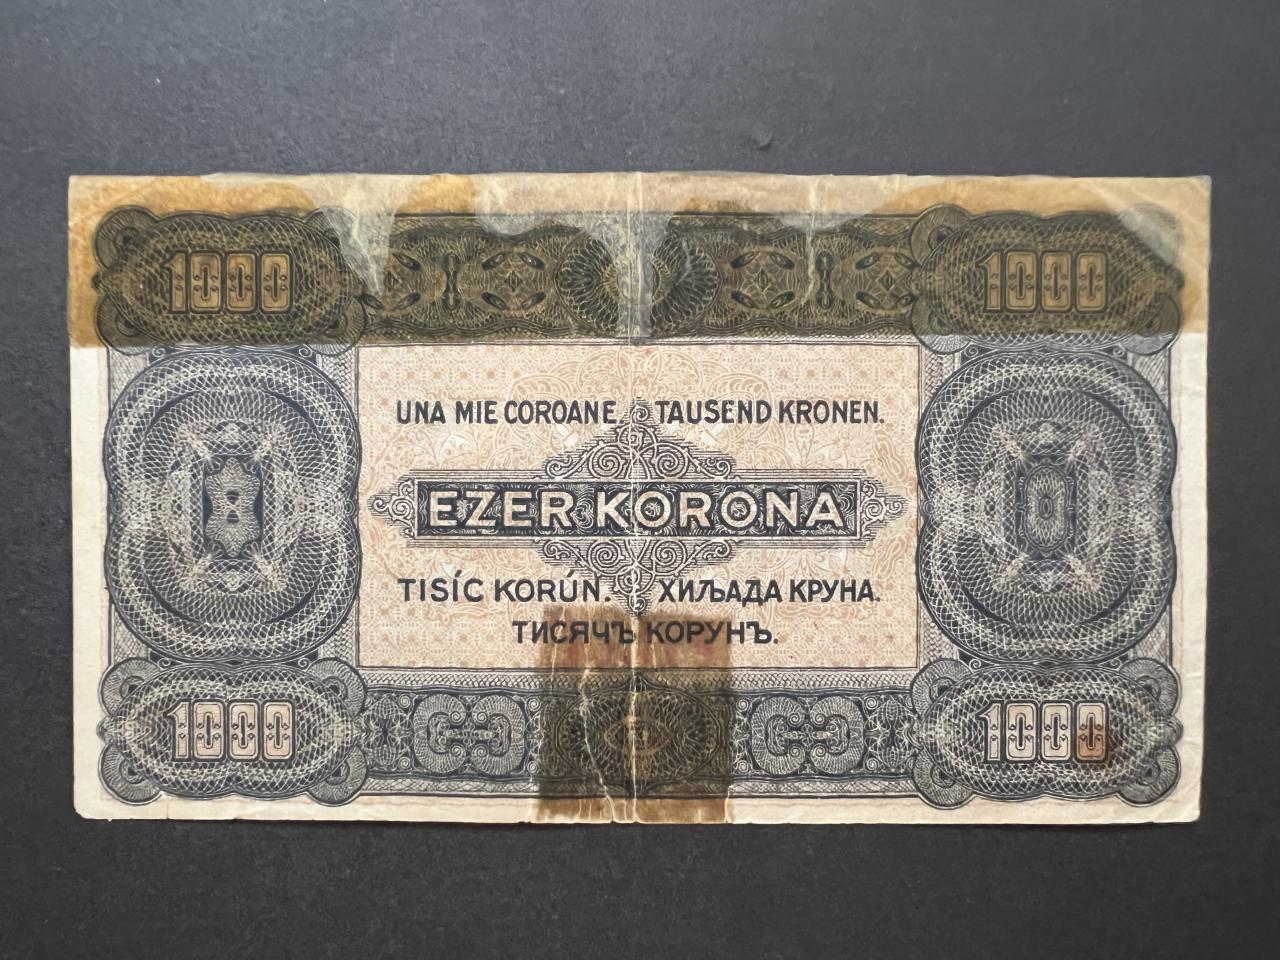 1000 1000
UNA MIE COROANE TAUSEND KRONEN.
EZER KORONA
TISÍC KORÚN. ХИЉАДА КРУНА.
ТИСЯЧЪ КОРУНЪ.
1000 1000